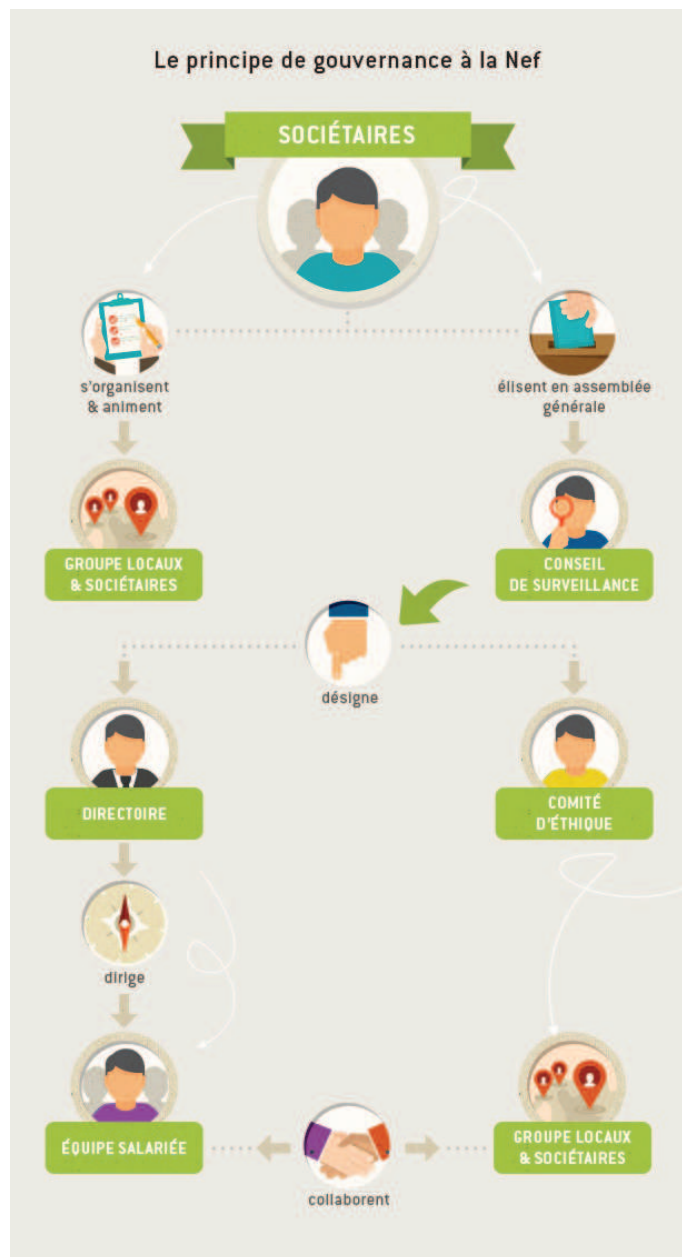 Le principe de gouvernance à la Nef
SOCIÉTAIRES
s'organisent
& animent
élisent en assemblée
générale
GROUPE LOCAUX
& SOCIÉTAIRES
CONSEIL
DE SURVEILLANCE
désigne
DIRECTOIRE
COMITÉ
D'ÉTHIQUE
dirige
ÉQUIPE SALARIÉE
collaborent
GROUPE LOCAUX
& SOCIÉTAIRES